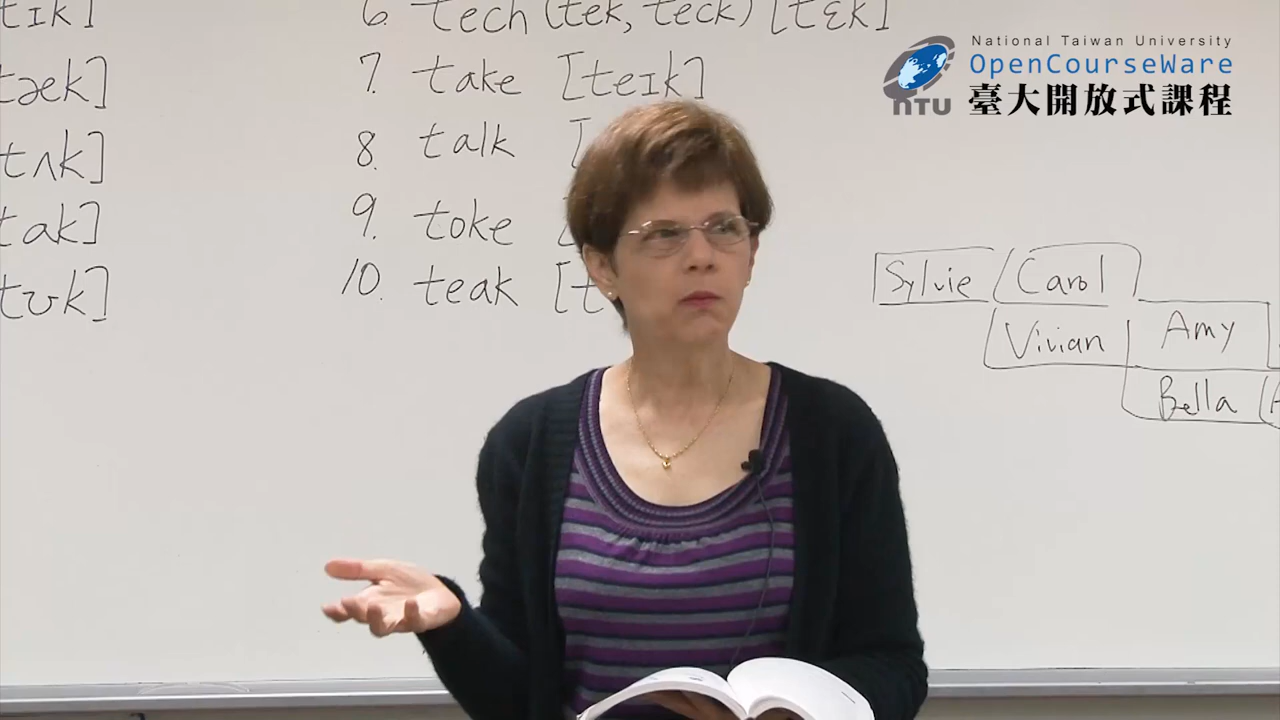 tɪk]
tæk]
tʌk]
tak]
tʊk]
6. tech (tek, teck) [tɛk]
7. take [teɪk]
8. talk [
9. toke [
10. teak [t
National Taiwan University
OpenCourseWare
NTU
臺大開放式課程
Sylvie Carol
Vivian Amy
Bella